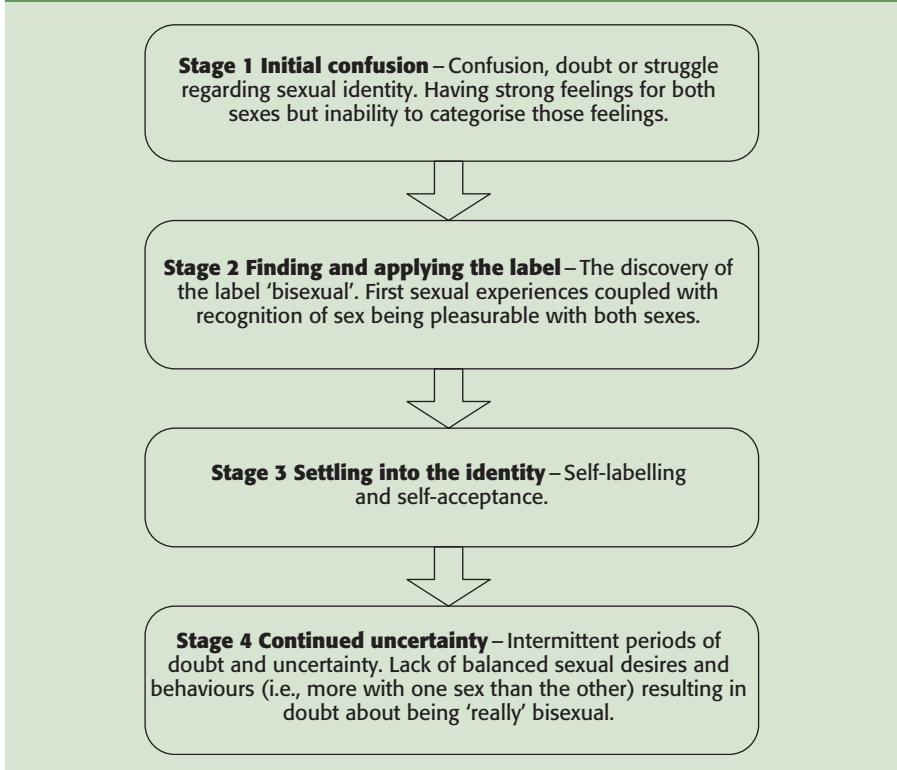 Stage 1 Initial confusion – Confusion, doubt or struggle
regarding sexual identity. Having strong feelings for both
sexes but inability to categorise those feelings.
Stage 2 Finding and applying the label – The discovery of
the label ‘bisexual’. First sexual experiences coupled with
recognition of sex being pleasurable with both sexes.
Stage 3 Settling into the identity – Self-labelling
and self-acceptance.
Stage 4 Continued uncertainty – Intermittent periods of
doubt and uncertainty. Lack of balanced sexual desires and
behaviours (i.e., more with one sex than the other) resulting in
doubt about being ‘really’ bisexual.